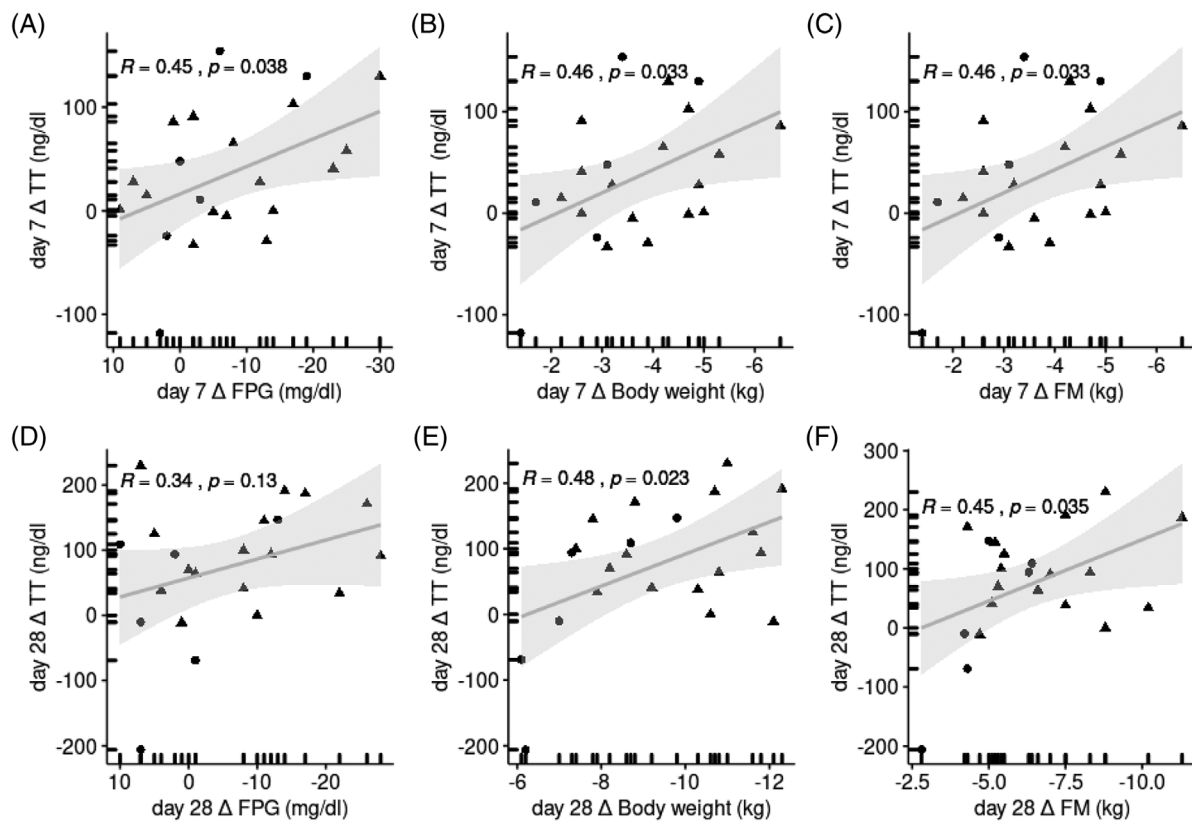 (A)
R = 0.45 , p = 0.038
100
0
-100
day 7 Δ TT (ng/dl)
10 0 -10 -20 -30
day 7 Δ FPG (mg/dl)
(B)
R = 0.46 , p = 0.033
100
0
-100
day 7 Δ TT (ng/dl)
-2 -3 -4 -5 -6
day 7 Δ Body weight (kg)
(C)
R = 0.46 , p = 0.033
100
0
-100
day 7 Δ TT (ng/dl)
-2 -3 -4 -5 -6
day 7 Δ FM (kg)
(D)
R = 0.34 , p = 0.13
200
100
0
-100
-200
day 28 Δ TT (ng/dl)
10 0 -10 -20
day 28 Δ FPG (mg/dl)
(E)
R = 0.48 , p = 0.023
200
100
0
-100
-200
day 28 Δ TT (ng/dl)
-6 -8 -10 -12
day 28 Δ Body weight (kg)
(F)
R = 0.45 , p = 0.035
300
200
100
0
-100
-200
day 28 Δ TT (ng/dl)
-2.5 -5.0 -7.5 -10.0
day 28 Δ FM (kg)